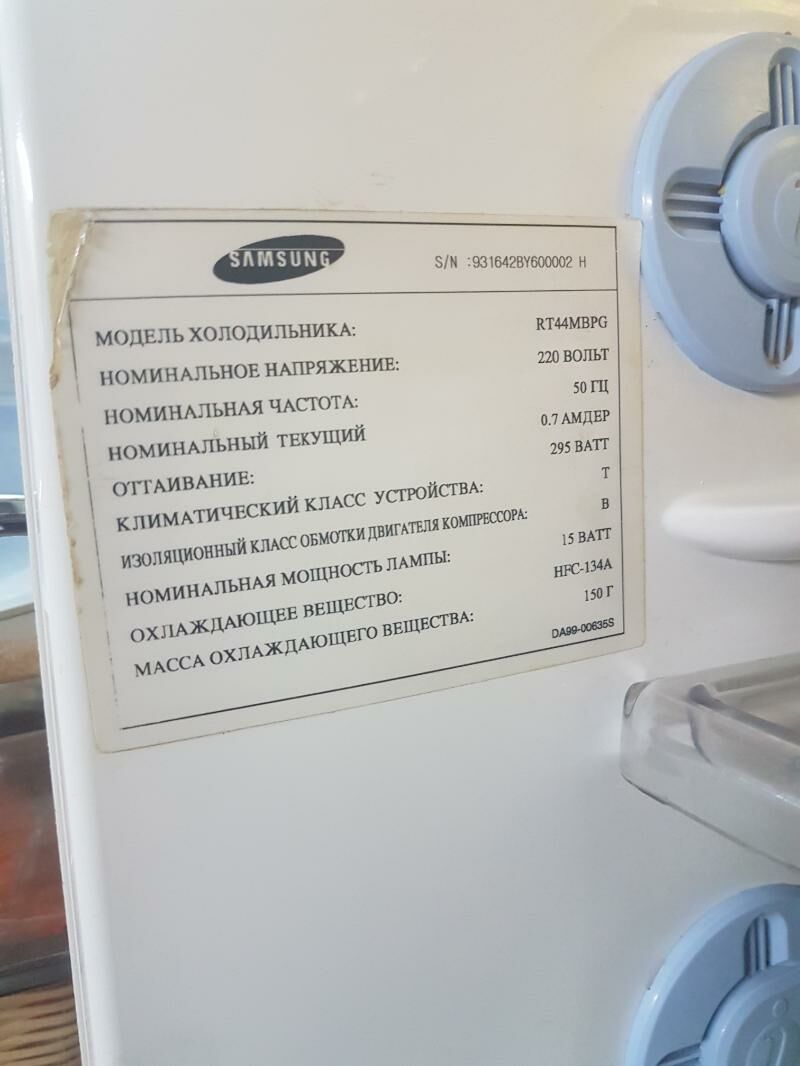 SAMSUNG
S/N :931642BY600002 H
МОДЕЛЬ ХОЛОДИЛЬНИКА: RT44MBPG
НОМИНАЛЬНОЕ НАПРЯЖЕНИЕ: 220 ВОЛЬТ
НОМИНАЛЬНАЯ ЧАСТОТА: 50 ГЦ
НОМИНАЛЬНЫЙ ТЕКУЩИЙ 0.7 АМДЕР
ОТТАИВАНИЕ: 295 ВАТТ
КЛИМАТИЧЕСКИЙ КЛАСС УСТРОЙСТВА: Т
ИЗОЛЯЦИОННЫЙ КЛАСС ОБМОТКИ ДВИГАТЕЛЯ КОМПРЕССОРА: В
НОМИНАЛЬНАЯ МОЩНОСТЬ ЛАМПЫ: 15 ВАТТ
ОХЛАЖДАЮЩЕЕ ВЕЩЕСТВО: HFC-134A
МАССА ОХЛАЖДАЮЩЕГО ВЕЩЕСТВА: 150 Г
DA99-00635S